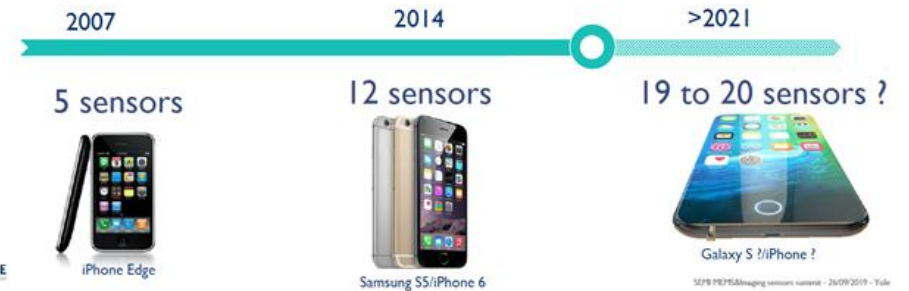 2007
2014
>2021
5 sensors
12 sensors
19 to 20 sensors ?
iPhone Edge
Samsung S5/iPhone 6
Galaxy S ?/iPhone ?
E
SEMI MEMS&Imaging sensors summit - 26/09/2019 - Yole